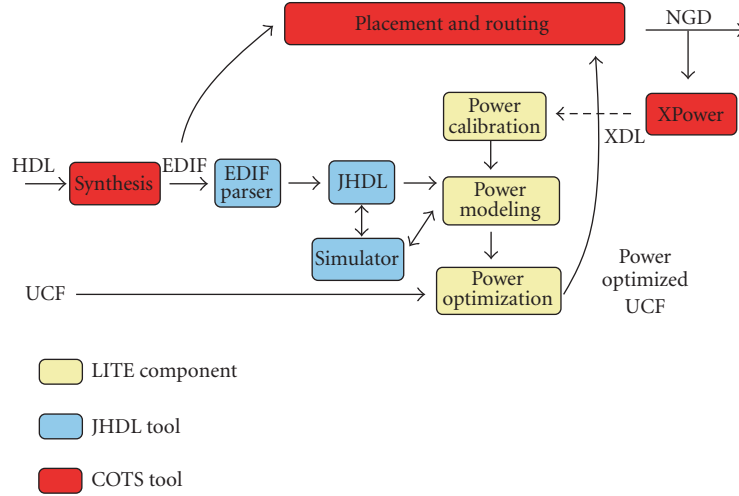 Placement and routing
NGD
Power
calibration
XDL
XPower
HDL
Synthesis
EDIF
EDIF
parser
JHDL
Power
modeling
Simulator
UCF
Power
optimization
Power
optimized
UCF
LITE component
JHDL tool
COTS tool